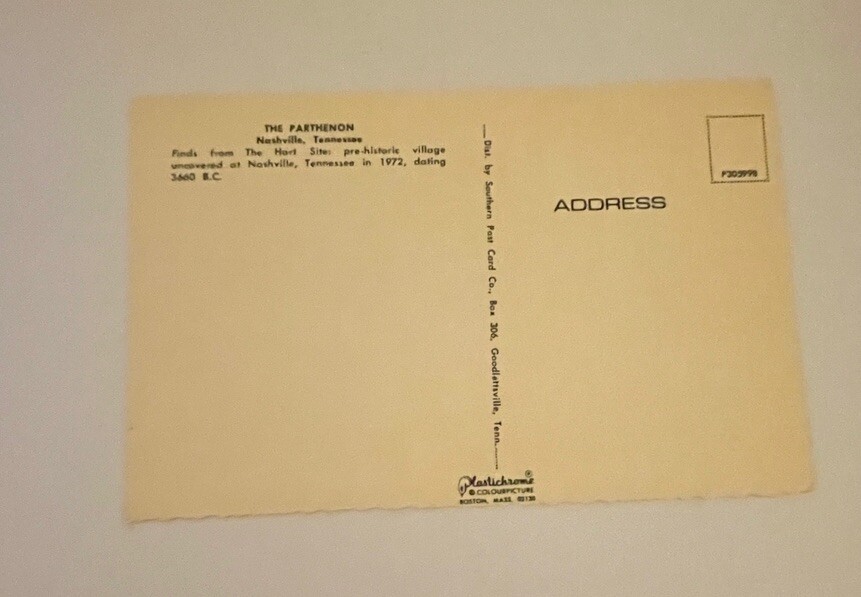 THE PARTHENON
Nashville, Tennessee
Finds from The Hart Site: pre-historic village
uncovered at Nashville, Tennessee in 1972, dating
3660 B.C.
Dist. by Southern Post Card Co., Box 306, Goodlettsville, Tenn.
ADDRESS
P305998
Plastichrome®
© COLOURPICTURE
BOSTON, MASS. 02130